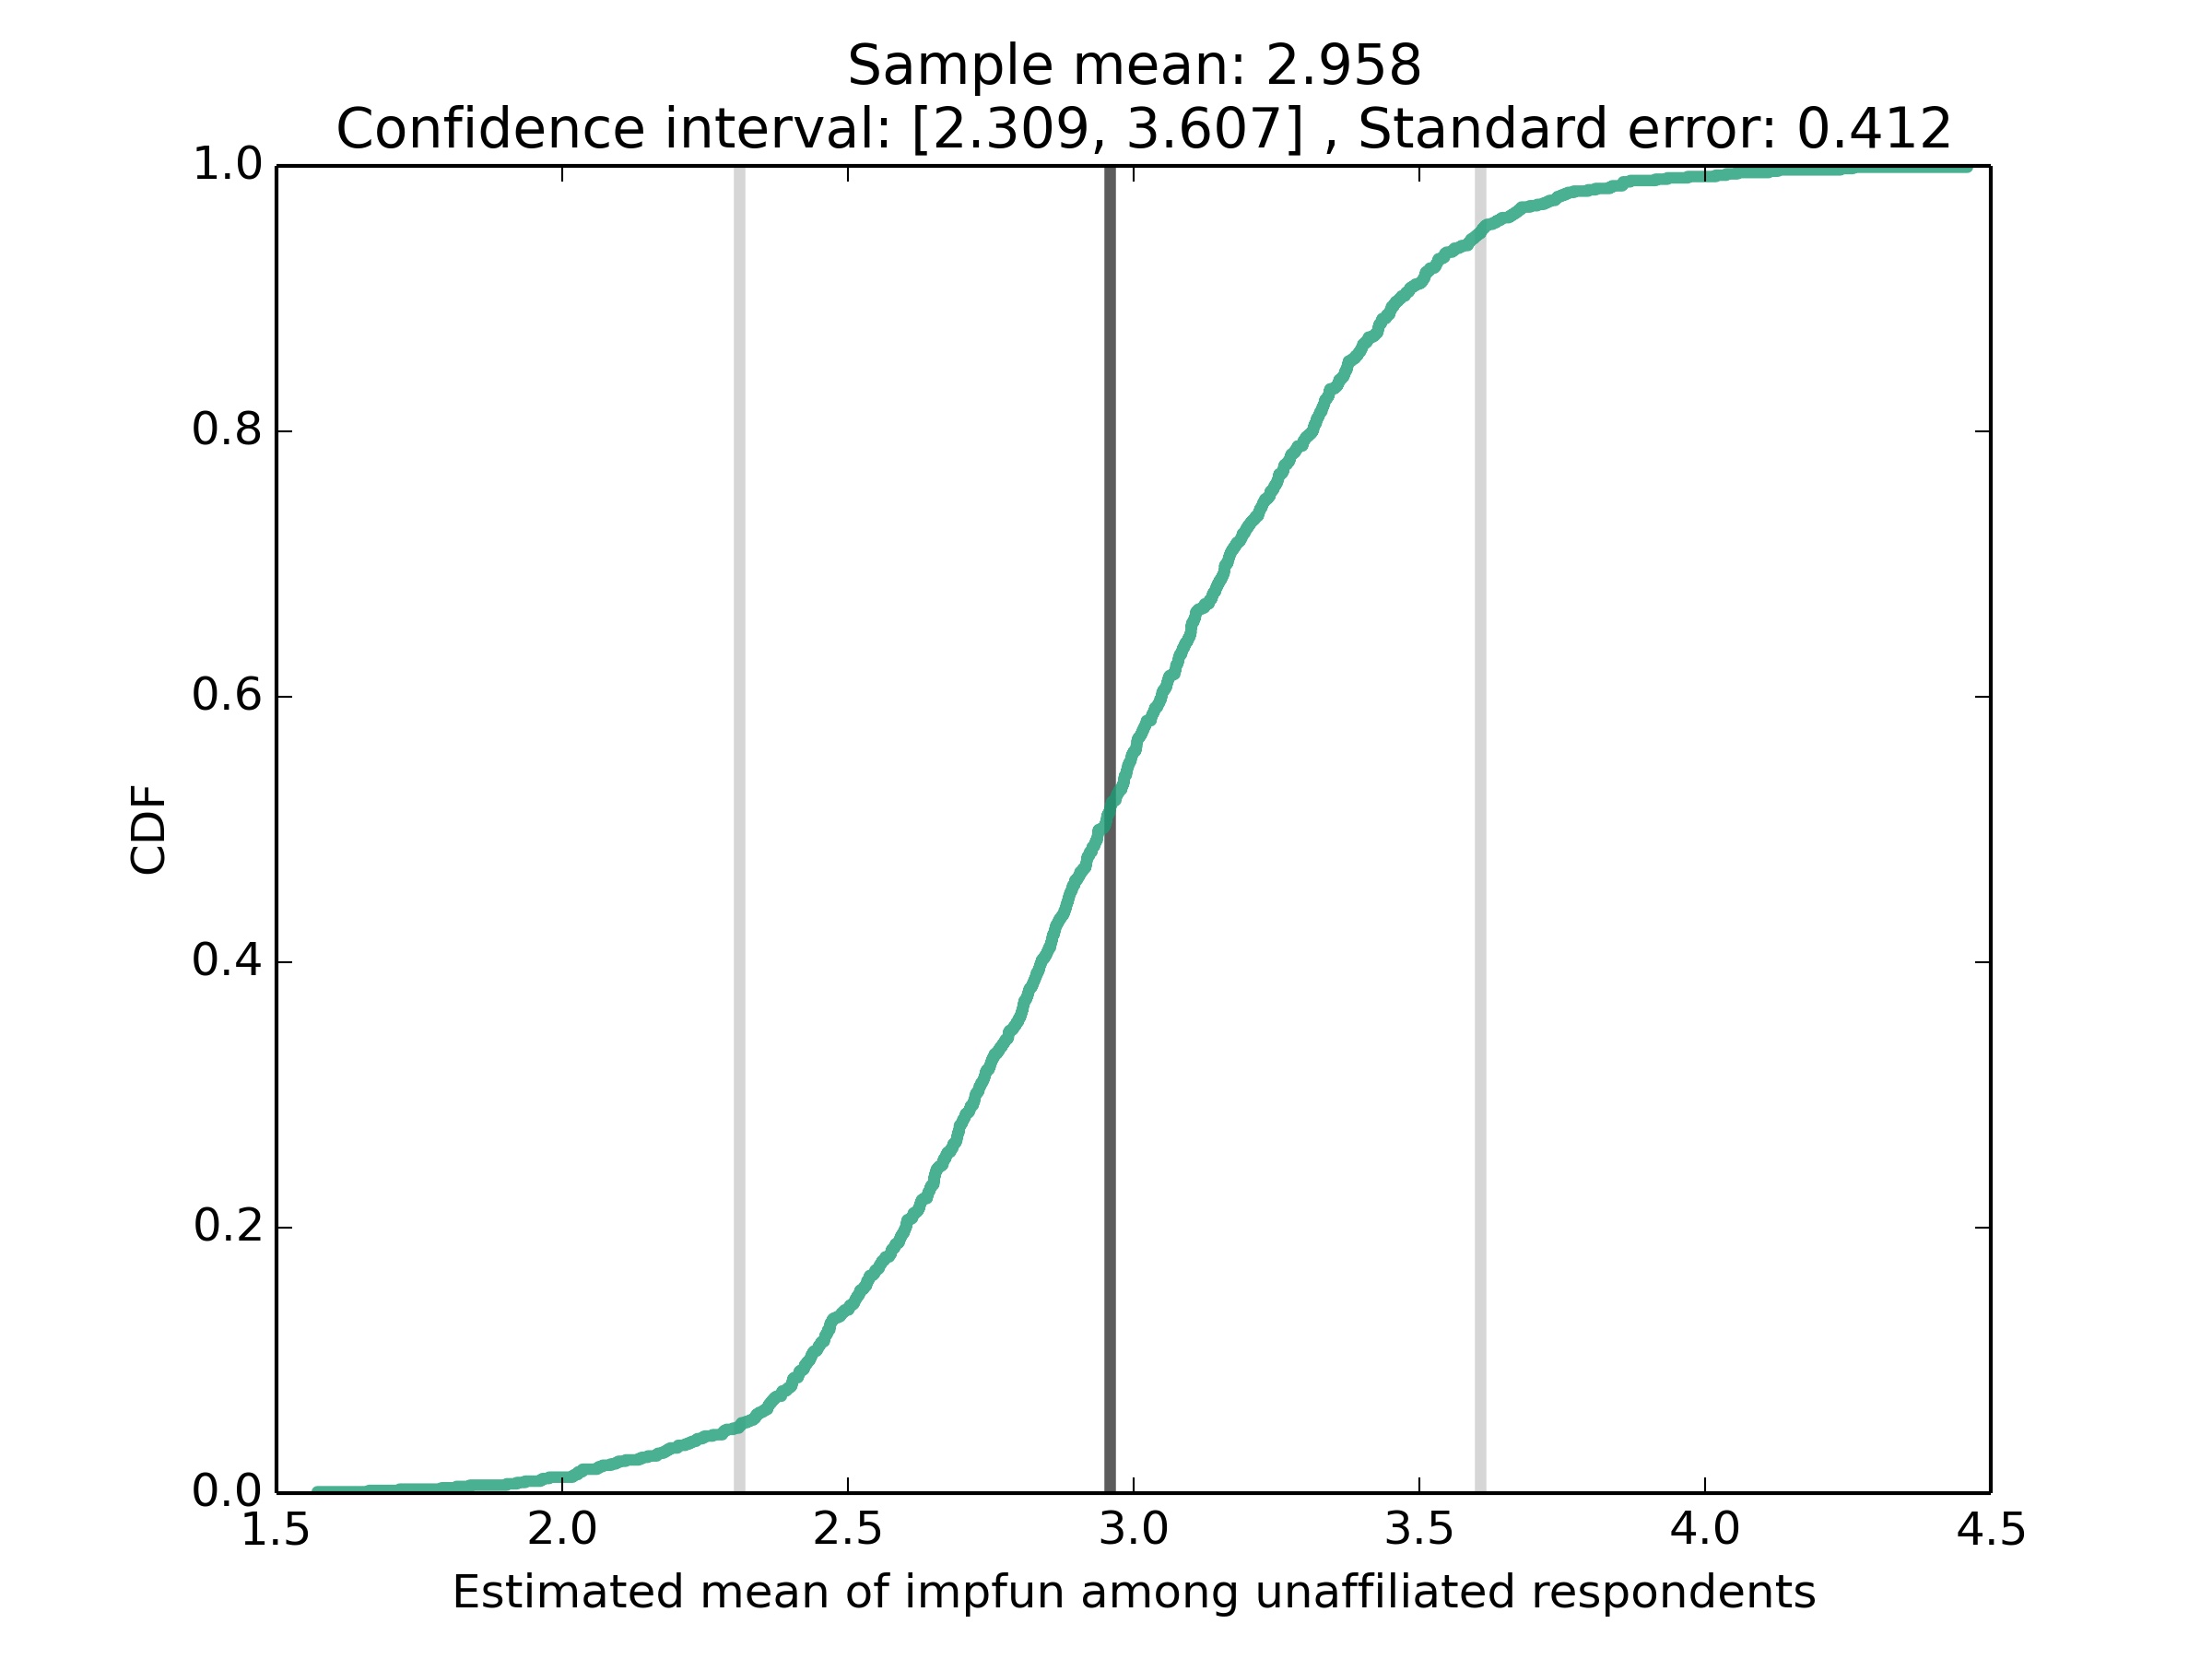 Sample mean: 2.958
Confidence interval: [2.309, 3.607] , Standard error: 0.412
1.0
0.8
0.6
0.4
0.2
0.0
CDF
1.5 2.0 2.5 3.0 3.5 4.0 4.5
Estimated mean of impfun among unaffiliated respondents